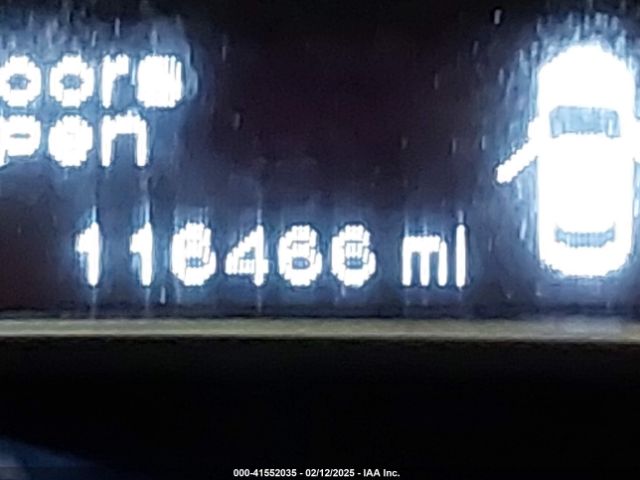 oors
pen
116466 mi
000-41552035 - 02/12/2025 - IAA Inc.